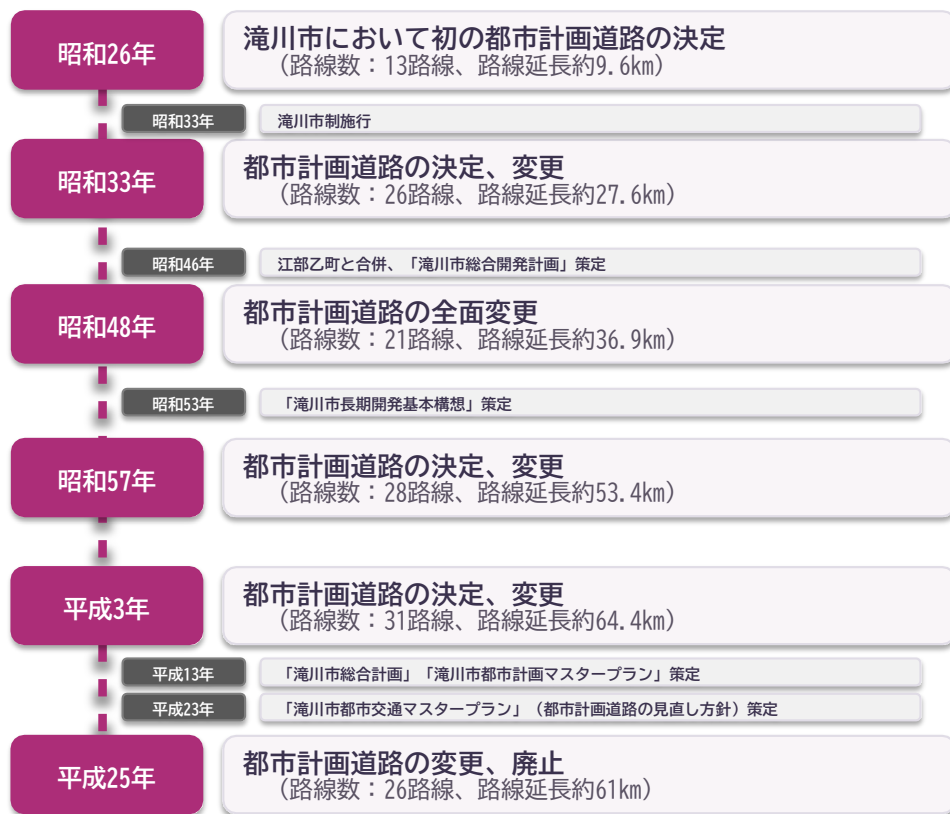 昭和26年
滝川市において初の都市計画道路の決定
（路線数：13路線、路線延長約9.6km）
昭和33年
滝川市制施行
昭和33年
都市計画道路の決定、変更
（路線数：26路線、路線延長約27.6km）
昭和46年
江部乙町と合併、「滝川市総合開発計画」策定
昭和48年
都市計画道路の全面変更
（路線数：21路線、路線延長約36.9km）
昭和53年
「滝川市長期開発基本構想」策定
昭和57年
都市計画道路の決定、変更
（路線数：28路線、路線延長約53.4km）
平成3年
都市計画道路の決定、変更
（路線数：31路線、路線延長約64.4km）
平成13年
「滝川市総合計画」「滝川市都市計画マスタープラン」策定
平成23年
「滝川市都市交通マスタープラン」（都市計画道路の見直し方針）策定
平成25年
都市計画道路の変更、廃止
（路線数：26路線、路線延長約61km）